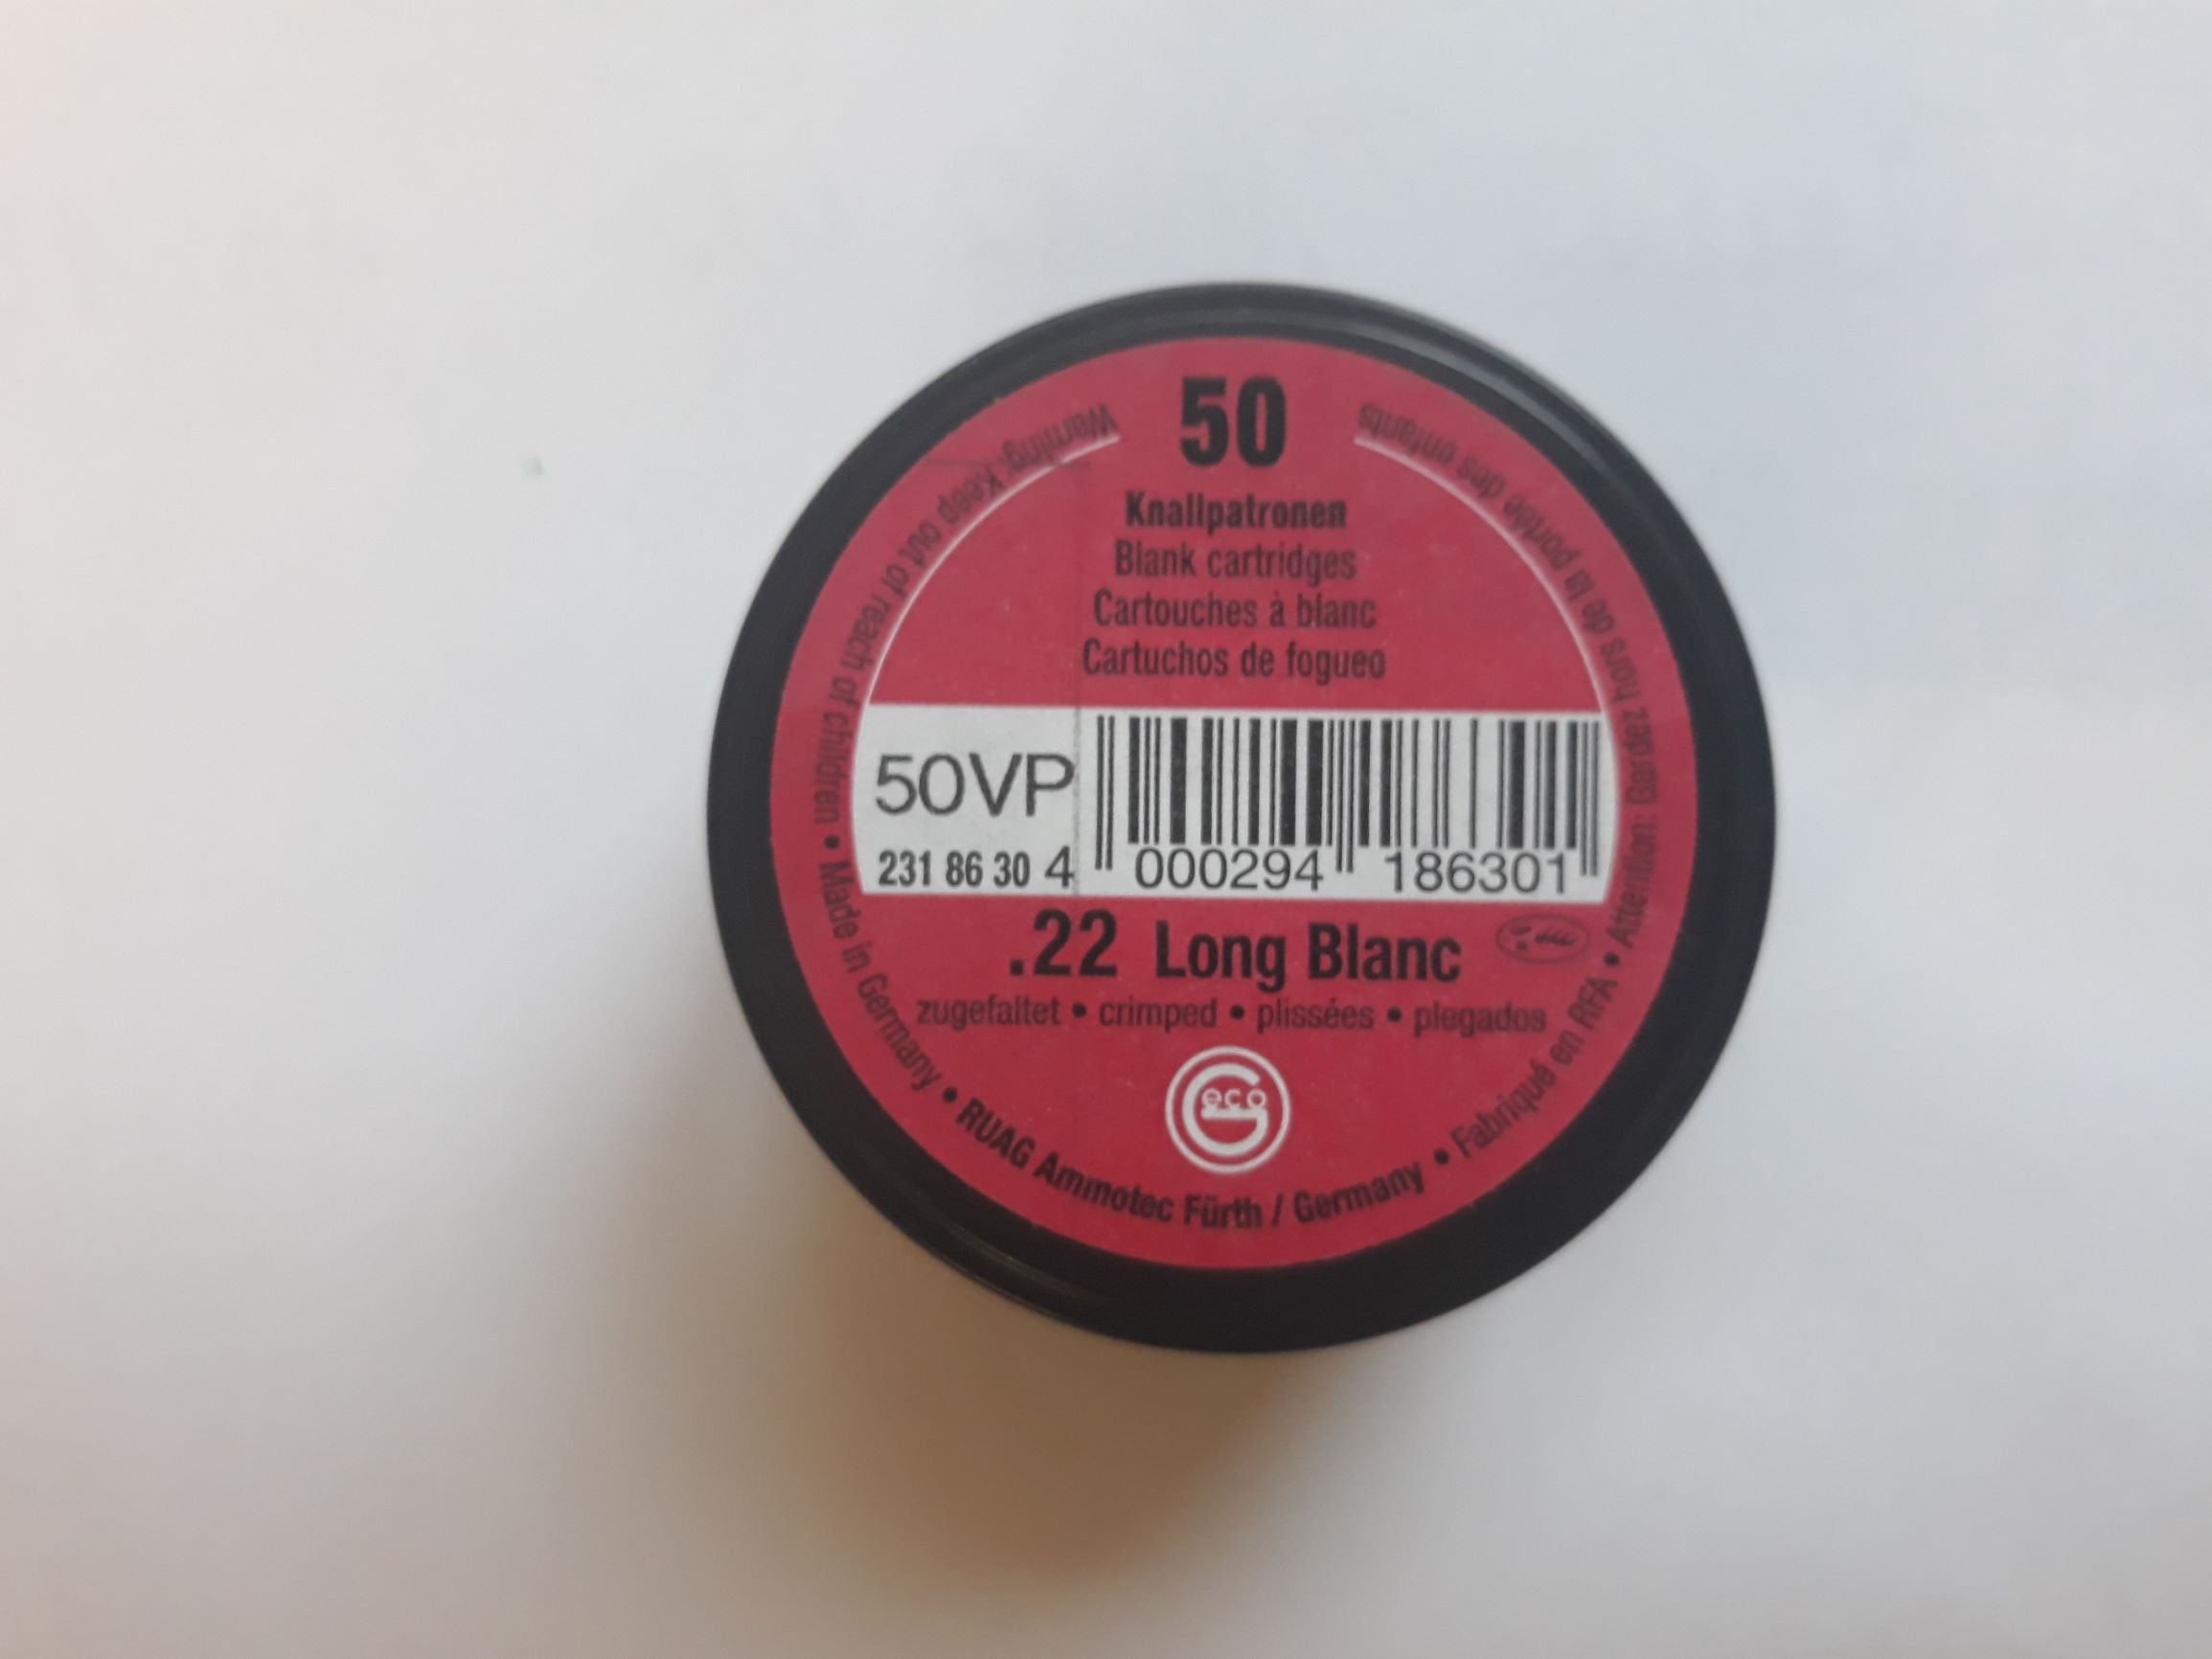 50
Knallpatronen
Blank cartridges
Cartouches à blanc
Cartuchos de fogueo
50VP
231 86 30
4 000294 186301
.22 Long Blanc
zugefaltet • crimped • plissées • plegados
Geco
Warning: Keep out of reach of children • Made in Germany • RUAG Ammotec Fürth / Germany • Fabriqué en RFA • Attention: Gardez hors de la portée des enfants